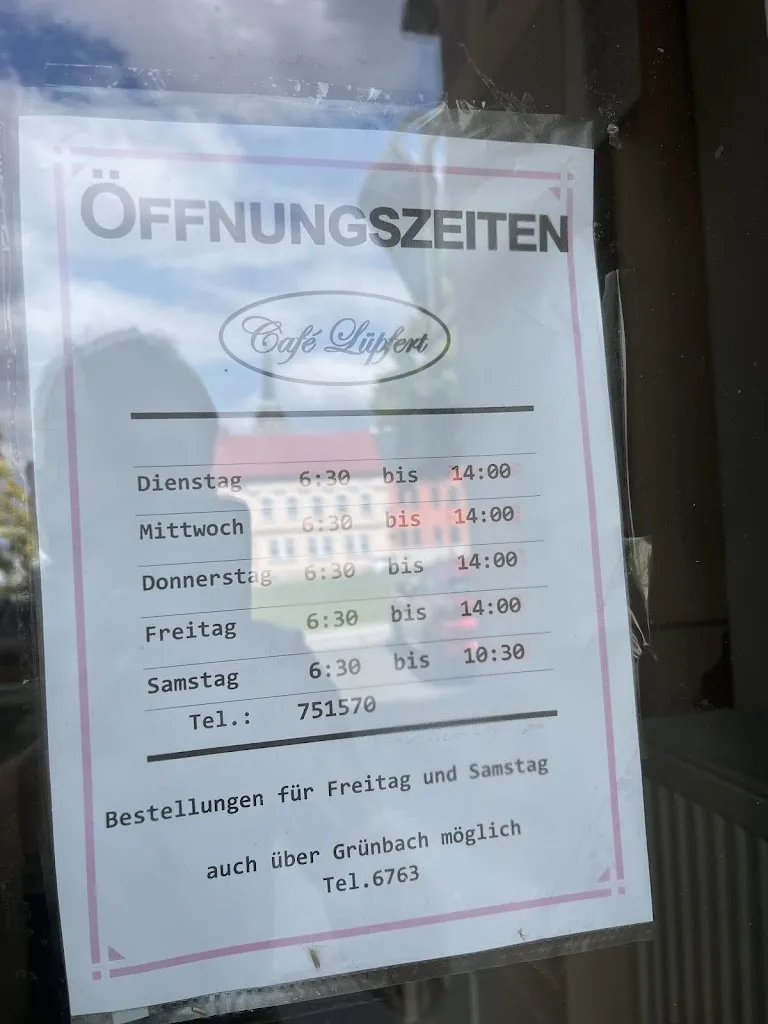 ÖFFNUNGSZEITEN
Café Lüpfert
Dienstag 6:30 bis 14:00
Mittwoch 6:30 bis 14:00
Donnerstag 6:30 bis 14:00
Freitag 6:30 bis 14:00
Samstag 6:30 bis 10:30
Tel.: 751570
Bestellungen für Freitag und Samstag
auch über Grünbach möglich
Tel.6763